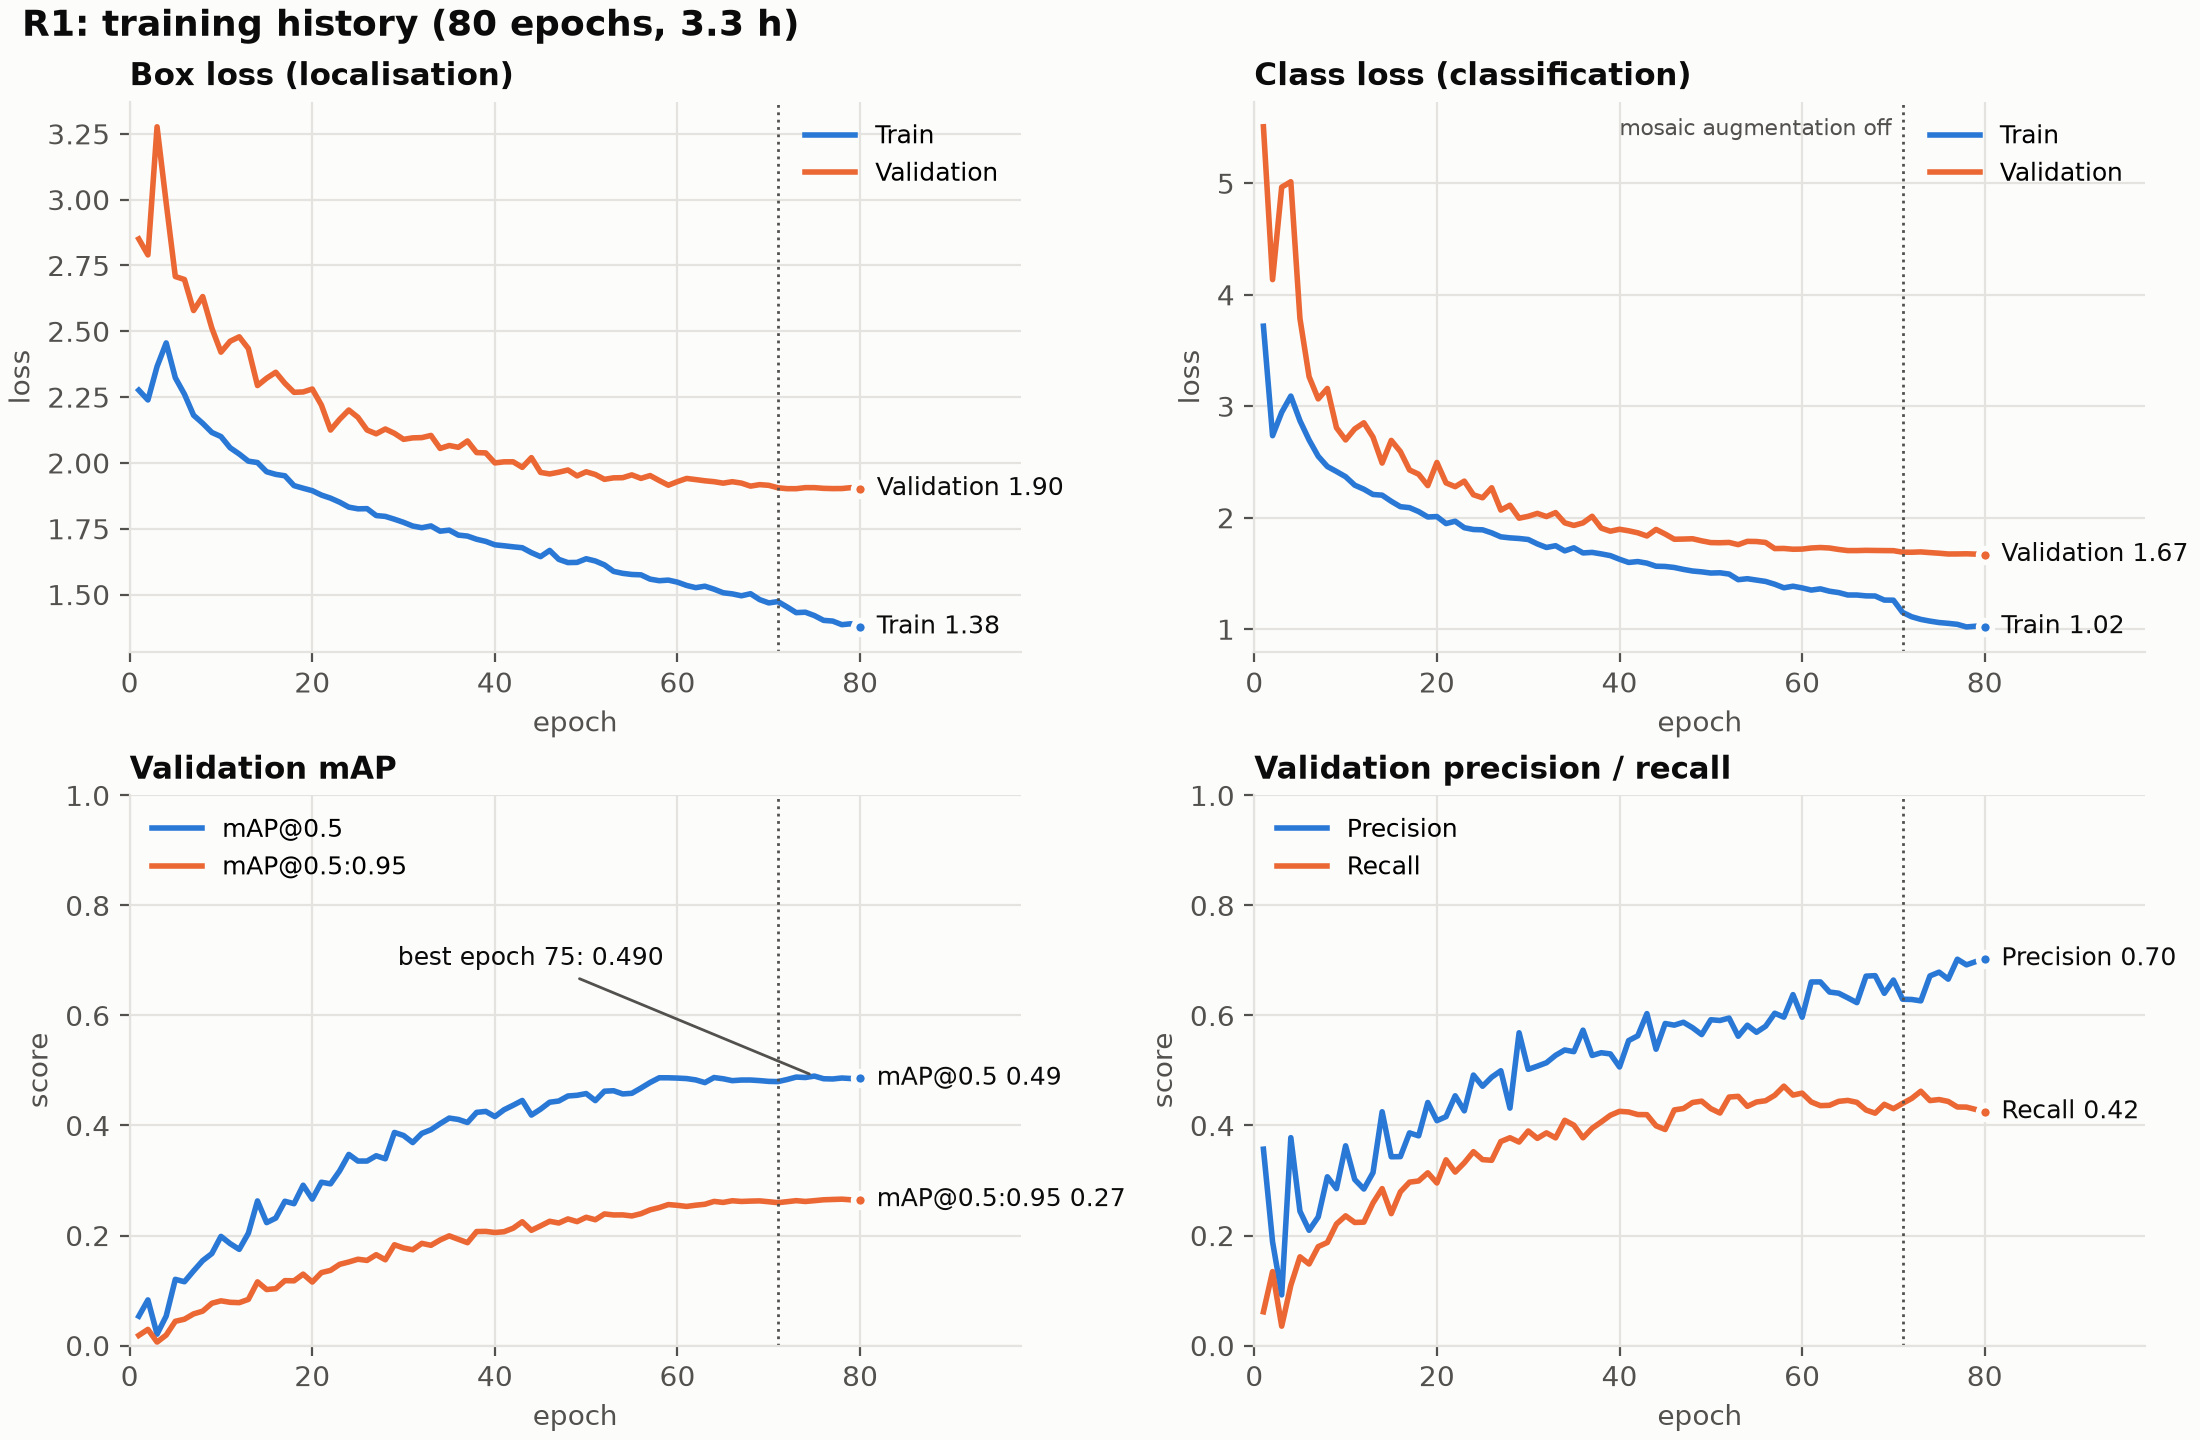 R1: training history (80 epochs, 3.3 h)
Box loss (localisation)
3.25
3.00
2.75
2.50
2.25
2.00
1.75
1.50
loss
Train
Validation
Validation 1.90
Train 1.38
0 20 40 60 80
epoch
Class loss (classification)
mosaic augmentation off
5
4
3
2
1
loss
Train
Validation
Validation 1.67
Train 1.02
0 20 40 60 80
epoch
Validation mAP
1.0
0.8
0.6
0.4
0.2
0.0
score
mAP@0.5
mAP@0.5:0.95
best epoch 75: 0.490
mAP@0.5 0.49
mAP@0.5:0.95 0.27
0 20 40 60 80
epoch
Validation precision / recall
1.0
0.8
0.6
0.4
0.2
0.0
score
Precision
Recall
Precision 0.70
Recall 0.42
0 20 40 60 80
epoch